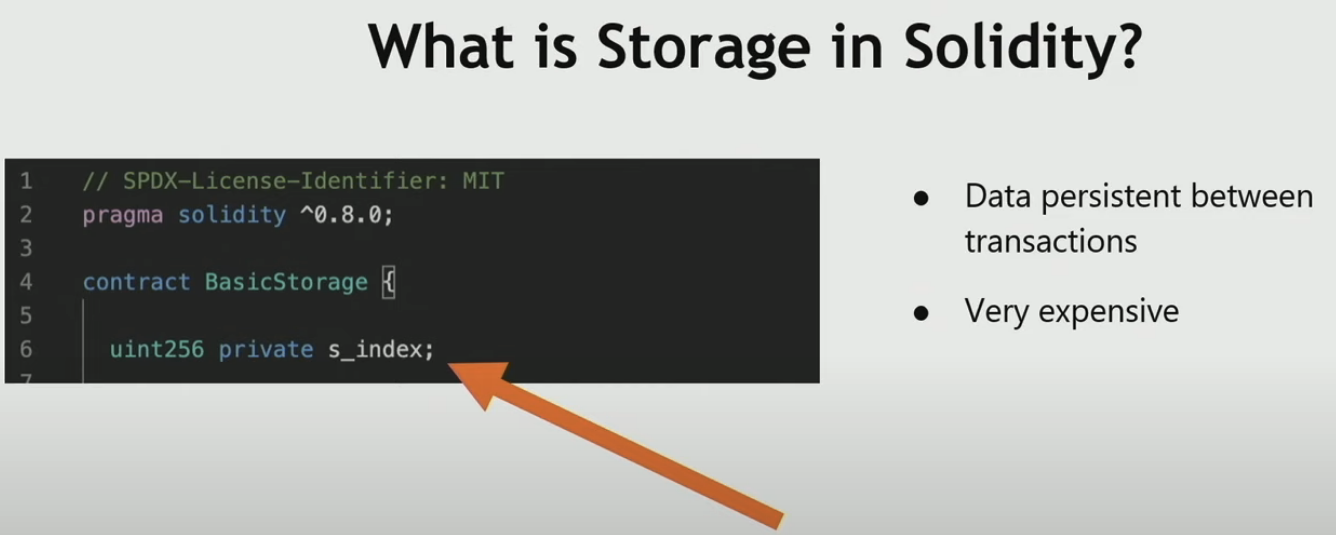 What is Storage in Solidity?
1 // SPDX-License-Identifier: MIT
2 pragma solidity ^0.8.0;
3
4 contract BasicStorage {
5
6 uint256 private s_index;
7
● Data persistent between
transactions
● Very expensive